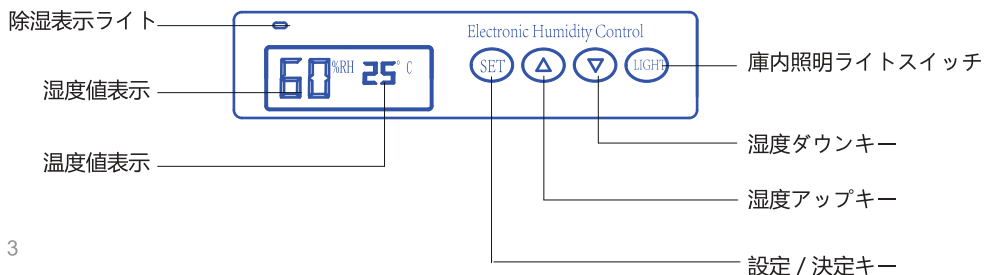 除湿表示ライト
Electronic Humidity Control
60 %RH 25°C
SET
LIGHT
庫内照明ライトスイッチ
湿度値表示
湿度ダウンキー
温度値表示
湿度アップキー
3
設定 / 決定キー